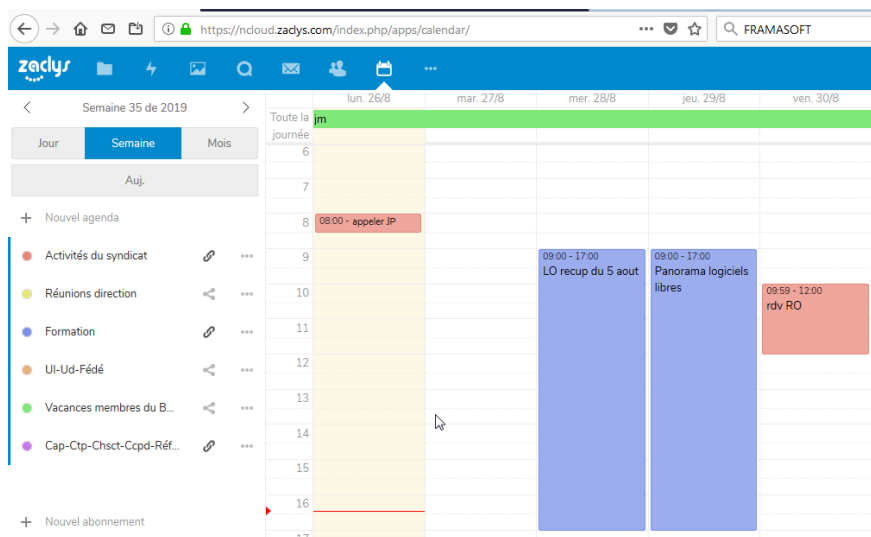 https://ncloud.zaclys.com/index.php/apps/calendar/
FRAMASOFT
zaclys
Semaine 35 de 2019
Jour
Semaine
Mois
Auj.
Nouvel agenda
Activités du syndicat
Réunions direction
Formation
UI-Ud-Fédé
Vacances membres du B...
Cap-Ctp-Chsct-Ccpd-Réf...
Nouvel abonnement
lun. 26/8
mar. 27/8
mer. 28/8
jeu. 29/8
ven. 30/8
Toute la
journée
jm
6
7
8
9
10
11
12
13
14
15
16
17
08:00 - appeler JP
09:00 - 17:00
LO recup du 5 aout
09:00 - 17:00
Panorama logiciels
libres
09:59 - 12:00
rdv RO